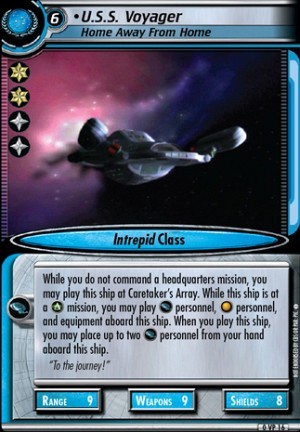 6
•U.S.S. Voyager
Home Away From Home
Intrepid Class
While you do not command a headquarters mission, you
may play this ship at Caretaker's Array. While this ship is
at a mission, you may play personnel, personnel,
and equipment aboard this ship. When you play this ship,
you may place up to two personnel from your hand
aboard this ship.
"To the journey!"
RANGE 9
WEAPONS 9
SHIELDS 8
0 VP 16